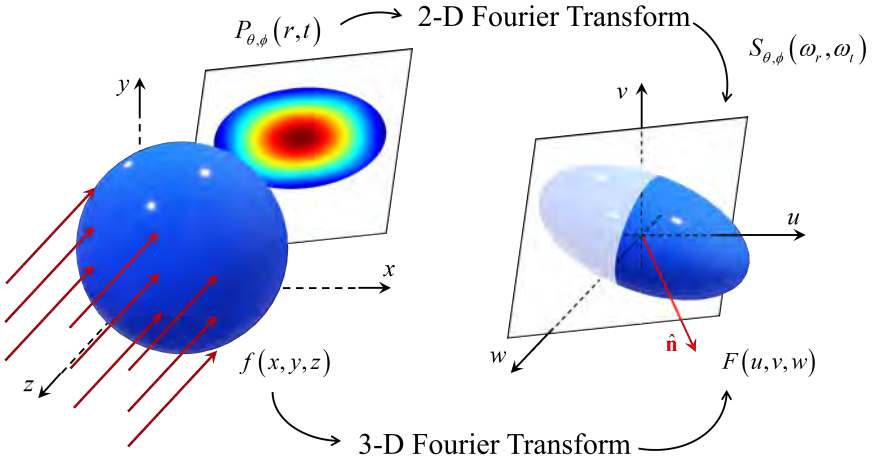 2-D Fourier Transform
P_{θ,ϕ}(r,t)
S_{θ,ϕ}(ω_r,ω_t)
y
v
x
u
z
w
n̂
f(x,y,z)
F(u,v,w)
3-D Fourier Transform